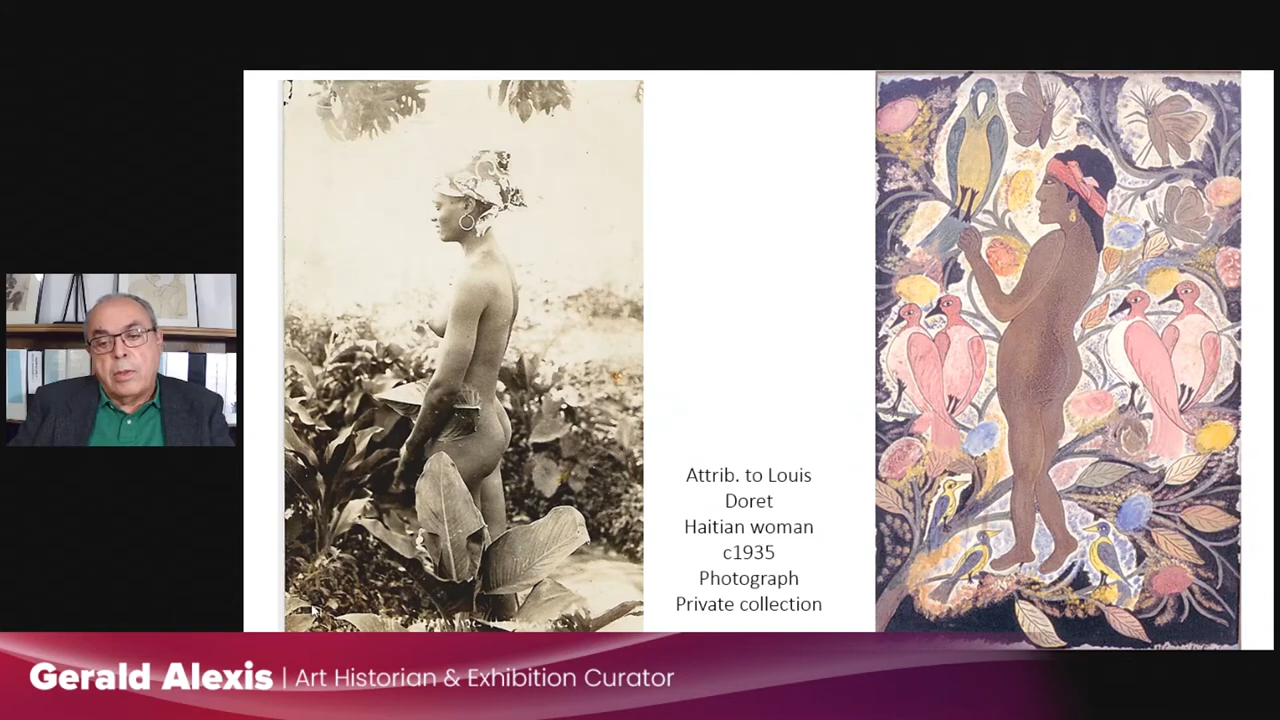 Attrib. to Louis
Doret
Haitian woman
c1935
Photograph
Private collection
Gerald Alexis | Art Historian & Exhibition Curator